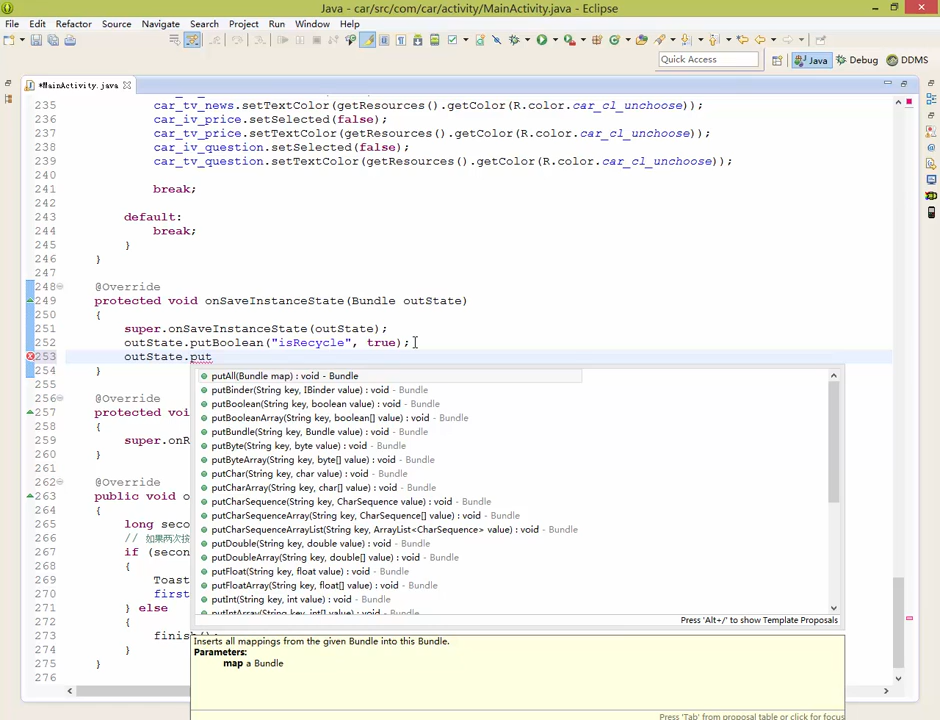 Java - car/src/com/car/activity/MainActivity.java - Eclipse
File Edit Refactor Source Navigate Search Project Run Window Help
Quick Access
Java Debug DDMS
*MainActivity.java
235 car_tv_news.setTextColor(getResources().getColor(R.color.car_cl_unchoose));
236 car_iv_price.setSelected(false);
237 car_tv_price.setTextColor(getResources().getColor(R.color.car_cl_unchoose));
238 car_iv_question.setSelected(false);
239 car_tv_question.setTextColor(getResources().getColor(R.color.car_cl_unchoose));
240
241 break;
242
243 default:
244 break;
245 }
246 }
247
248 @Override
249 protected void onSaveInstanceState(Bundle outState)
250 {
251 super.onSaveInstanceState(outState);
252 outState.putBoolean("isRecycle", true);
253 outState.put
254 }
255 putAll(Bundle map) : void - Bundle
putBinder(String key, IBinder value) : void - Bundle
256 @Override putBoolean(String key, boolean value) : void - Bundle
257 protected vo putBooleanArray(String key, boolean[] value) : void - Bundle
258 { putBundle(String key, Bundle value) : void - Bundle
259 super.onR putByte(String key, byte value) : void - Bundle
260 } putByteArray(String key, byte[] value) : void - Bundle
261 putChar(String key, char value) : void - Bundle
262 @Override putCharArray(String key, char[] value) : void - Bundle
263 public void o putCharSequence(String key, CharSequence value) : void - Bundle
264 { putCharSequenceArray(String key, CharSequence[] value) : void - Bundle
265 long seco putCharSequenceArrayList(String key, ArrayList<CharSequence> value) : void - Bundle
266 // 如果两次按 putDouble(String key, double value) : void - Bundle
267 if (secon putDoubleArray(String key, double[] value) : void - Bundle
268 { putFloat(String key, float value) : void - Bundle
269 Toast putFloatArray(String key, float[] value) : void - Bundle
270 first putInt(String key, int value) : void - Bundle
271 } else putIntArray(String key, int[] value) : void - Bundle
272 { Press 'Alt+/' to show Template Proposals
273 finish();
Inserts all mappings from the given Bundle into this Bundle.
274 } Parameters:
275 } map a Bundle
276
Press 'Tab' from proposal table or click for focus